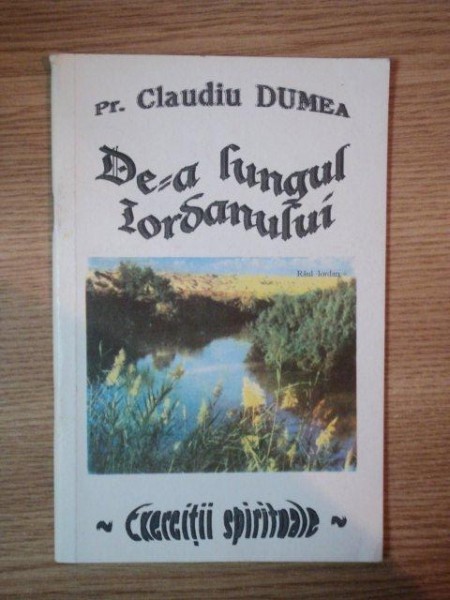 Pr. Claudiu DUMEA
De-a lungul
Iordanului
Râul Iordan
~ Exerciţii spirituale ~